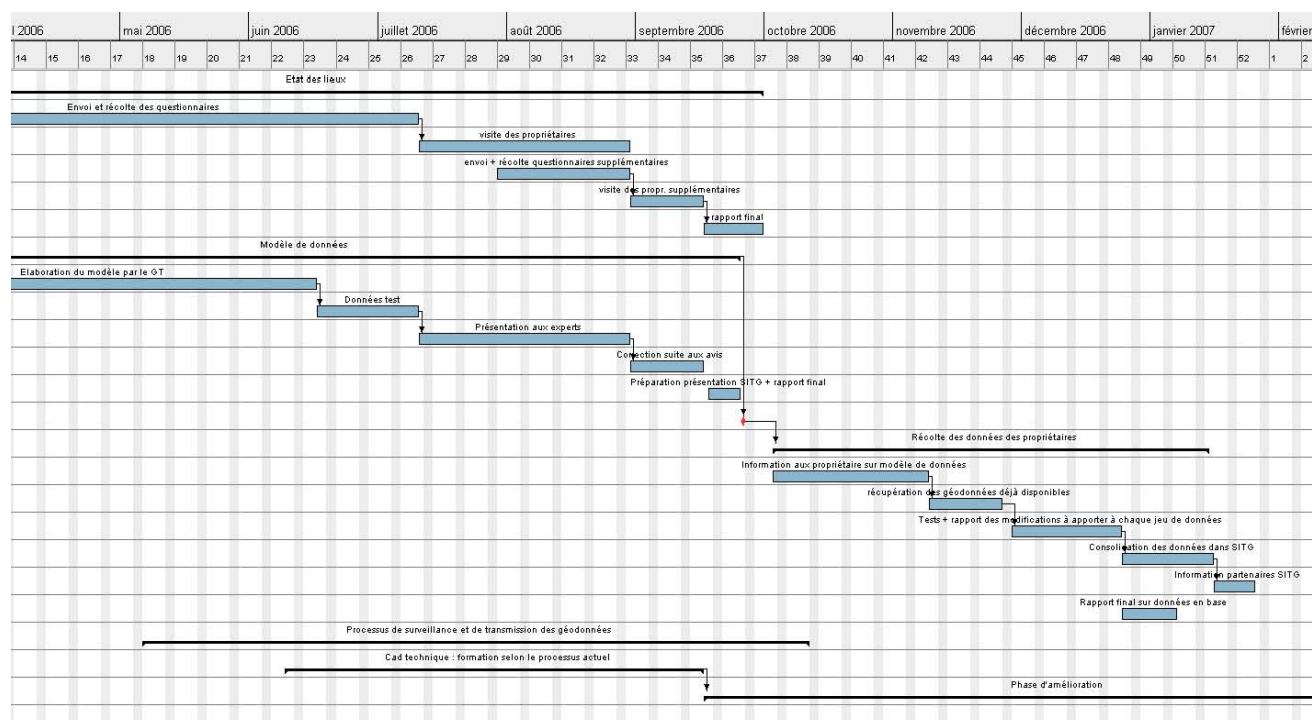 l 2006 mai 2006 juin 2006 juillet 2006 août 2006 septembre 2006 octobre 2006 novembre 2006 décembre 2006 janvier 2007 février
14 15 16 17 18 19 20 21 22 23 24 25 26 27 28 29 30 31 32 33 34 35 36 37 38 39 40 41 42 43 44 45 46 47 48 49 50 51 52 1 2
Etat des lieux
Envoi et récolte des questionnaires
visite des propriétaires
envoi + récolte questionnaires supplémentaires
visite des propr. supplémentaires
rapport final
Modèle de données
Elaboration du modèle par le GT
Données test
Présentation aux experts
Correction suite aux avis
Préparation présentation SITG + rapport final
Récolte des données des propriétaires
Information aux propriétaire sur modèle de données
récupération des géodonnées déjà disponibles
Tests + rapport des modifications à apporter à chaque jeu de données
Consolidation des données dans SITG
Information partenaires SITG
Rapport final sur données en base
Processus de surveillance et de transmission des géodonnées
Cad technique : formation selon le processus actuel
Phase d'amélioration